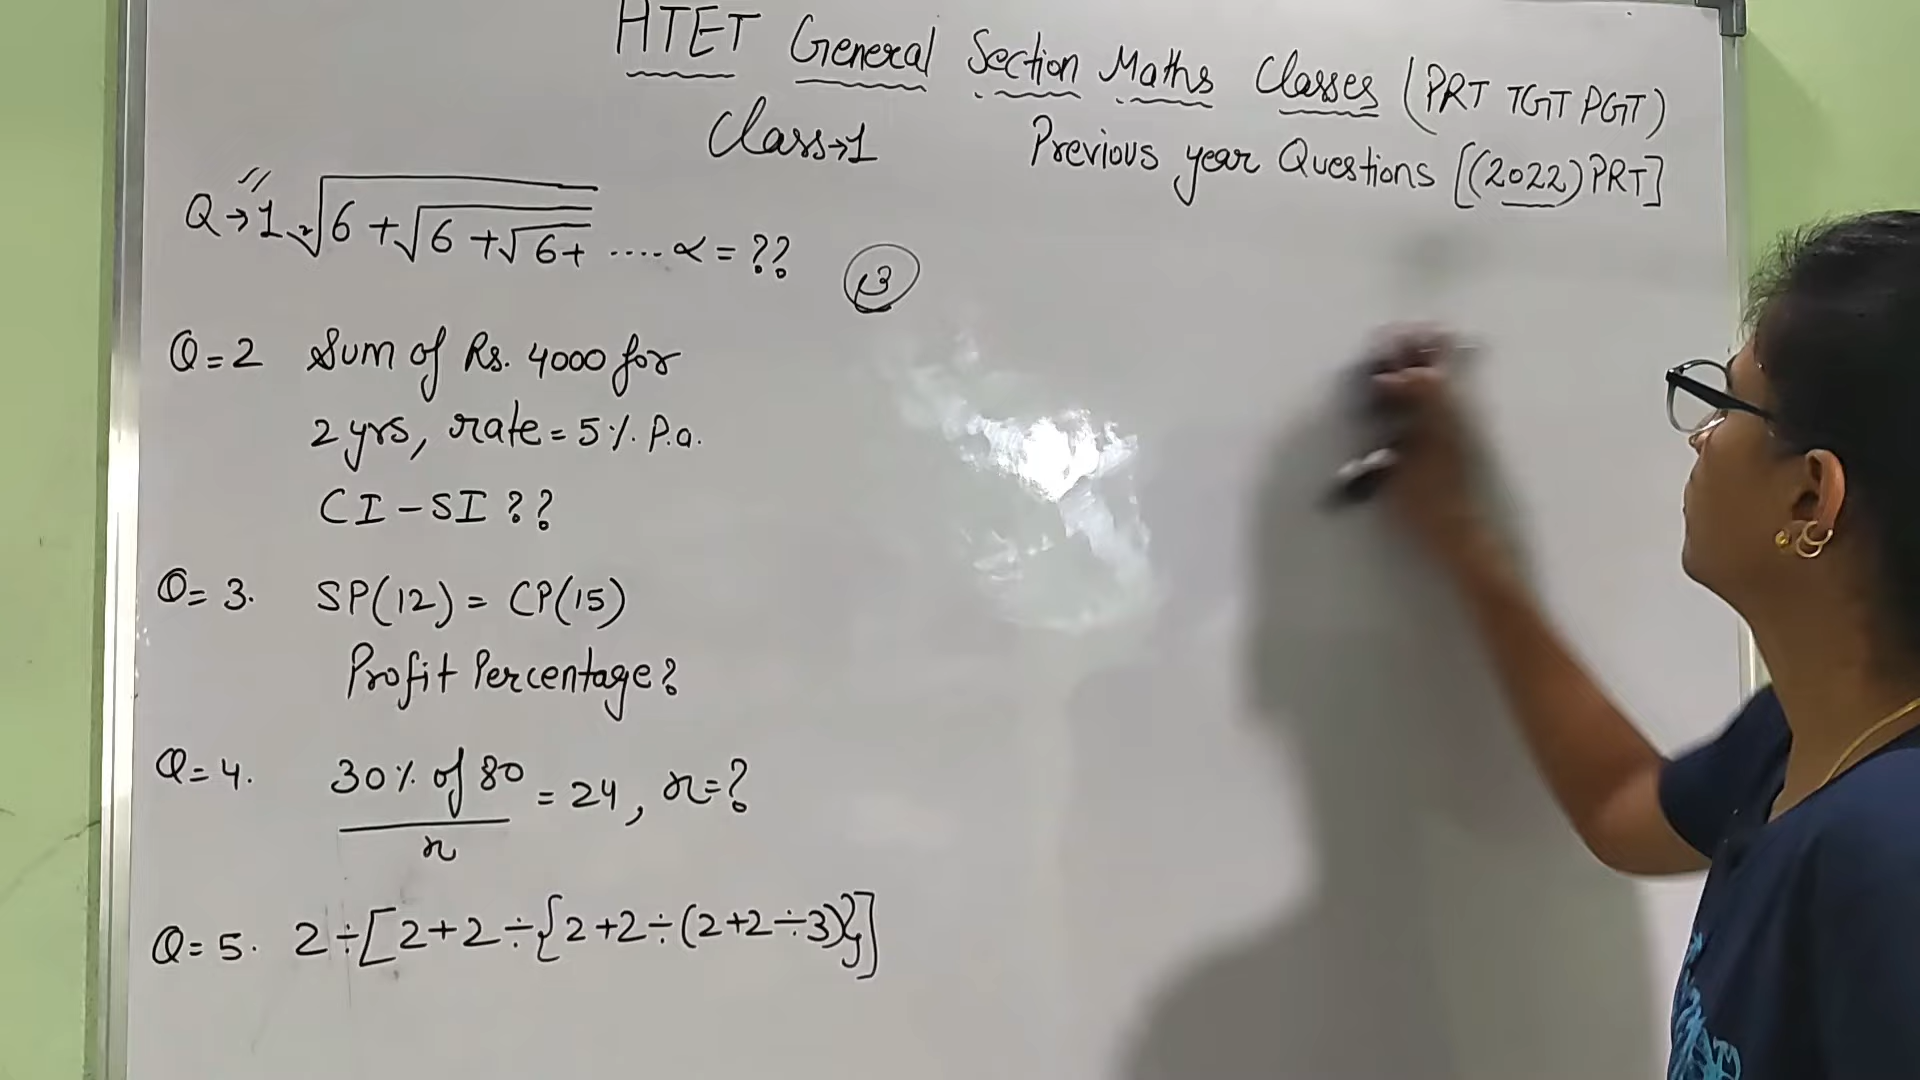 HTET General Section Maths Classes (PRT TGT PGT)
Class→1 Previous year Questions [(2022)PRT]
Q→1. ²√6+√6+√6+ ....∝=??
3
Q=2 Sum of Rs. 4000 for
2 yrs, rate=5%. P.a.
CI-SI??
Q=3. SP(12)=CP(15)
Profit Percentage?
Q=4. 30% of 80/x = 24, x=?
Q=5. 2÷[2+2÷{2+2÷(2+2÷3)}]